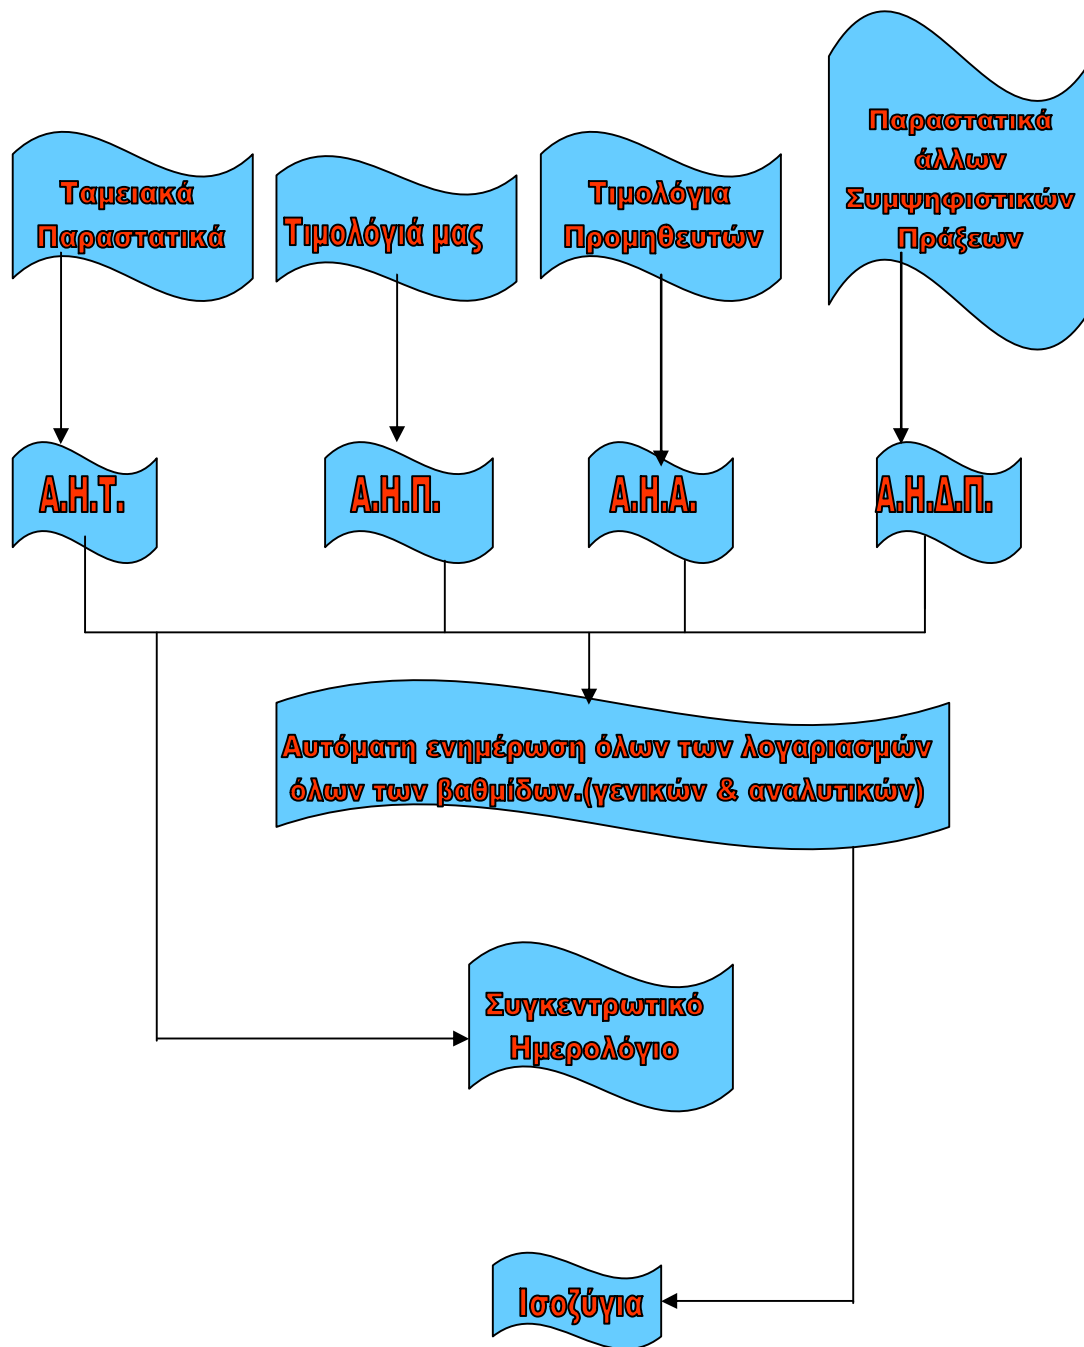 Ταμειακά
Παραστατικά
Τιμολόγιά μας
Τιμολόγια
Προμηθευτών
Παραστατικά
άλλων
Συμψηφιστικών
Πράξεων
Α.Η.Τ.
Α.Η.Π.
Α.Η.Α.
Α.Η.Δ.Π.
Αυτόματη ενημέρωση όλων των λογαριασμών
όλων των βαθμίδων.(γενικών & αναλυτικών)
Συγκεντρωτικό
Ημερολόγιο
Ισοζύγια